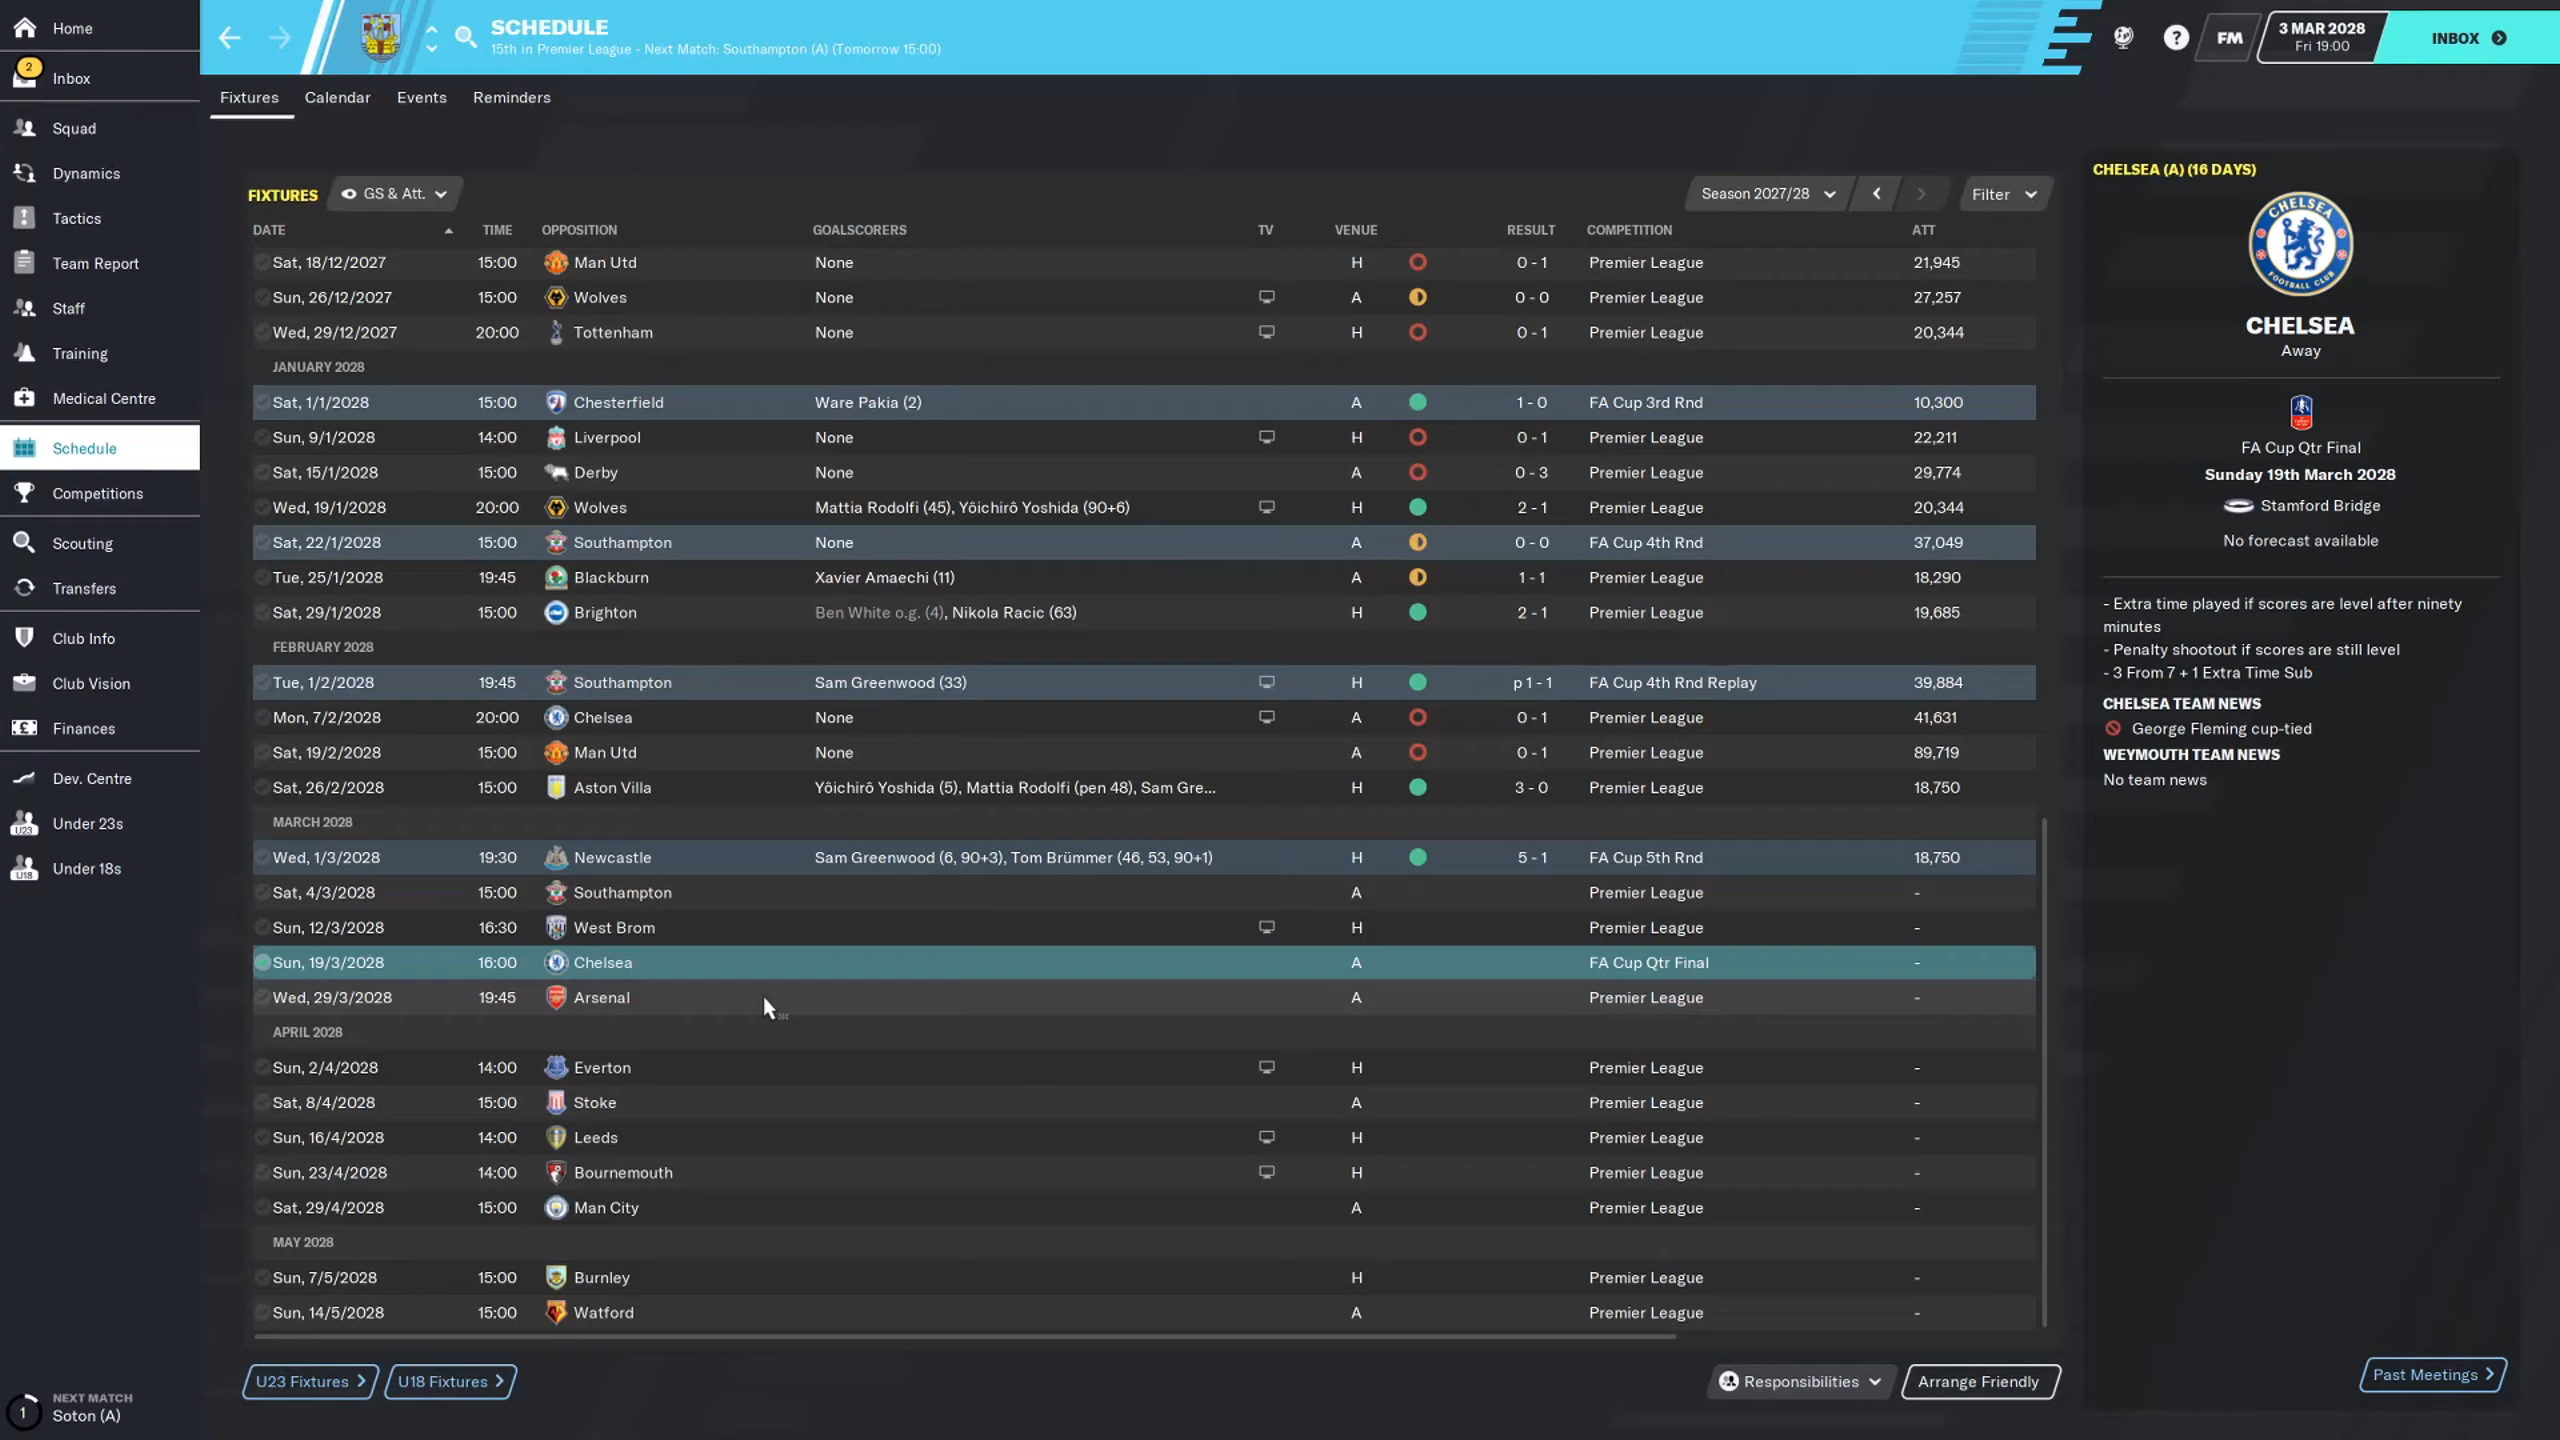 Home
SCHEDULE
15th in Premier League - Next Match: Southampton (A) (Tomorrow 15:00)
FM
3 MAR 2028
Fri 19:00
INBOX
2
Inbox
Squad
Dynamics
Tactics
Team Report
Staff
Training
Medical Centre
Schedule
Competitions
Scouting
Transfers
Club Info
Club Vision
Finances
Dev. Centre
U23 Under 23s
U18 Under 18s
1 NEXT MATCH
Soton (A)
Fixtures Calendar Events Reminders
FIXTURES GS & Att. Season 2027/28 Filter
DATE TIME OPPOSITION GOALSCORERS TV VENUE RESULT COMPETITION ATT
Sat, 18/12/2027 15:00 Man Utd None H 0 - 1 Premier League 21,945
Sun, 26/12/2027 15:00 Wolves None A 0 - 0 Premier League 27,257
Wed, 29/12/2027 20:00 Tottenham None H 0 - 1 Premier League 20,344
JANUARY 2028
Sat, 1/1/2028 15:00 Chesterfield Ware Pakia (2) A 1 - 0 FA Cup 3rd Rnd 10,300
Sun, 9/1/2028 14:00 Liverpool None H 0 - 1 Premier League 22,211
Sat, 15/1/2028 15:00 Derby None A 0 - 3 Premier League 29,774
Wed, 19/1/2028 20:00 Wolves Mattia Rodolfi (45), Yôichirô Yoshida (90+6) H 2 - 1 Premier League 20,344
Sat, 22/1/2028 15:00 Southampton None A 0 - 0 FA Cup 4th Rnd 37,049
Tue, 25/1/2028 19:45 Blackburn Xavier Amaechi (11) A 1 - 1 Premier League 18,290
Sat, 29/1/2028 15:00 Brighton Ben White o.g. (4), Nikola Racic (63) H 2 - 1 Premier League 19,685
FEBRUARY 2028
Tue, 1/2/2028 19:45 Southampton Sam Greenwood (33) H p 1 - 1 FA Cup 4th Rnd Replay 39,884
Mon, 7/2/2028 20:00 Chelsea None A 0 - 1 Premier League 41,631
Sat, 19/2/2028 15:00 Man Utd None A 0 - 1 Premier League 89,719
Sat, 26/2/2028 15:00 Aston Villa Yôichirô Yoshida (5), Mattia Rodolfi (pen 48), Sam Gre... H 3 - 0 Premier League 18,750
MARCH 2028
Wed, 1/3/2028 19:30 Newcastle Sam Greenwood (6, 90+3), Tom Brümmer (46, 53, 90+1) H 5 - 1 FA Cup 5th Rnd 18,750
Sat, 4/3/2028 15:00 Southampton A Premier League -
Sun, 12/3/2028 16:30 West Brom H Premier League -
Sun, 19/3/2028 16:00 Chelsea A FA Cup Qtr Final -
Wed, 29/3/2028 19:45 Arsenal A Premier League -
APRIL 2028
Sun, 2/4/2028 14:00 Everton H Premier League -
Sat, 8/4/2028 15:00 Stoke A Premier League -
Sun, 16/4/2028 14:00 Leeds H Premier League -
Sun, 23/4/2028 14:00 Bournemouth H Premier League -
Sat, 29/4/2028 15:00 Man City A Premier League -
MAY 2028
Sun, 7/5/2028 15:00 Burnley H Premier League -
Sun, 14/5/2028 15:00 Watford A Premier League -
U23 Fixtures U18 Fixtures Responsibilities Arrange Friendly
CHELSEA (A) (16 DAYS)
CHELSEA
FOOTBALL CLUB
CHELSEA
Away
FA Cup Qtr Final
Sunday 19th March 2028
Stamford Bridge
No forecast available
- Extra time played if scores are level after ninety
minutes
- Penalty shootout if scores are still level
- 3 From 7 + 1 Extra Time Sub
CHELSEA TEAM NEWS
George Fleming cup-tied
WEYMOUTH TEAM NEWS
No team news
Past Meetings